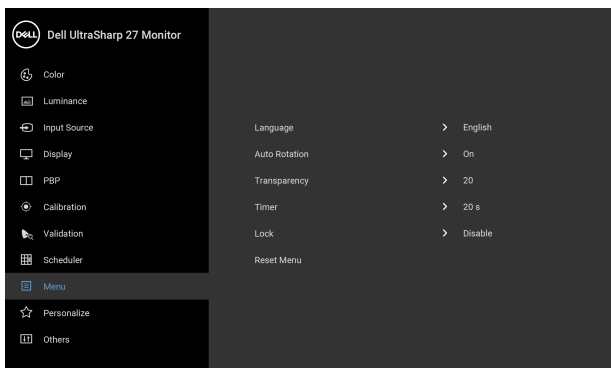 DELL Dell UltraSharp 27 Monitor
Color
Luminance
Input Source
Display
PBP
Calibration
Validation
Scheduler
Menu
Personalize
Others
Language > English
Auto Rotation > On
Transparency > 20
Timer > 20 s
Lock > Disable
Reset Menu